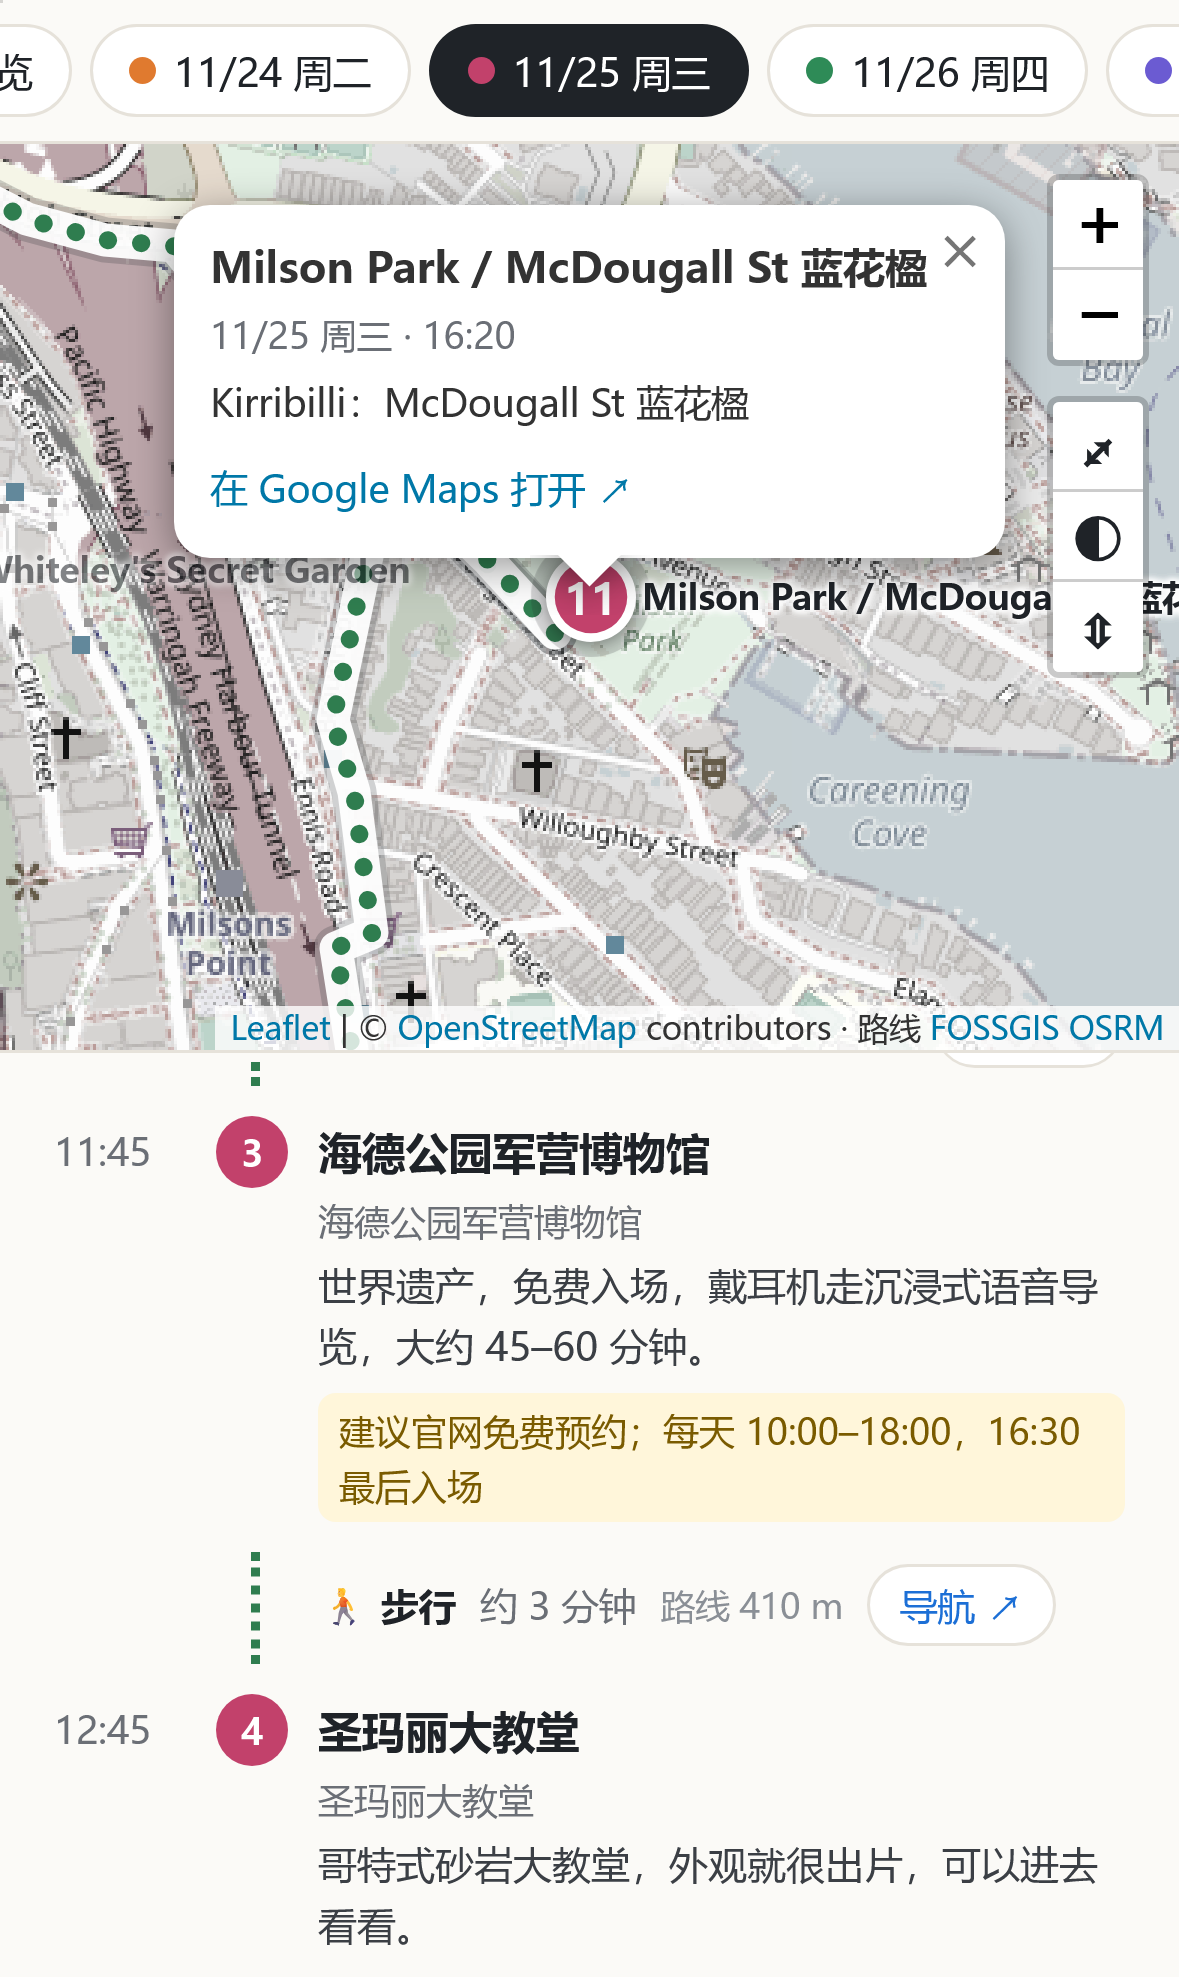 览
11/24 周二
11/25 周三
11/26 周四
Milson Park / McDougall St 蓝花楹
11/25 周三 · 16:20
Kirribilli：McDougall St 蓝花楹
在 Google Maps 打开 ↗
+
−
Bay
Pacific Highway
Whiteley's Secret Garden
11
Milson Park / McDouga
蓝花
Park
Cliff Street
Warringah Freeway
Sydney Harbour Tunnel
Ennis Road
Willoughby Street
Crescent Place
Careening
Cove
Milsons
Point
Leaflet | © OpenStreetMap contributors · 路线 FOSSGIS OSRM
11:45
3
海德公园军营博物馆
海德公园军营博物馆
世界遗产，免费入场，戴耳机走沉浸式语音导
览，大约 45–60 分钟。
建议官网免费预约；每天 10:00–18:00，16:30
最后入场
步行 约 3 分钟 路线 410 m 导航 ↗
12:45
4
圣玛丽大教堂
圣玛丽大教堂
哥特式砂岩大教堂，外观就很出片，可以进去
看看。